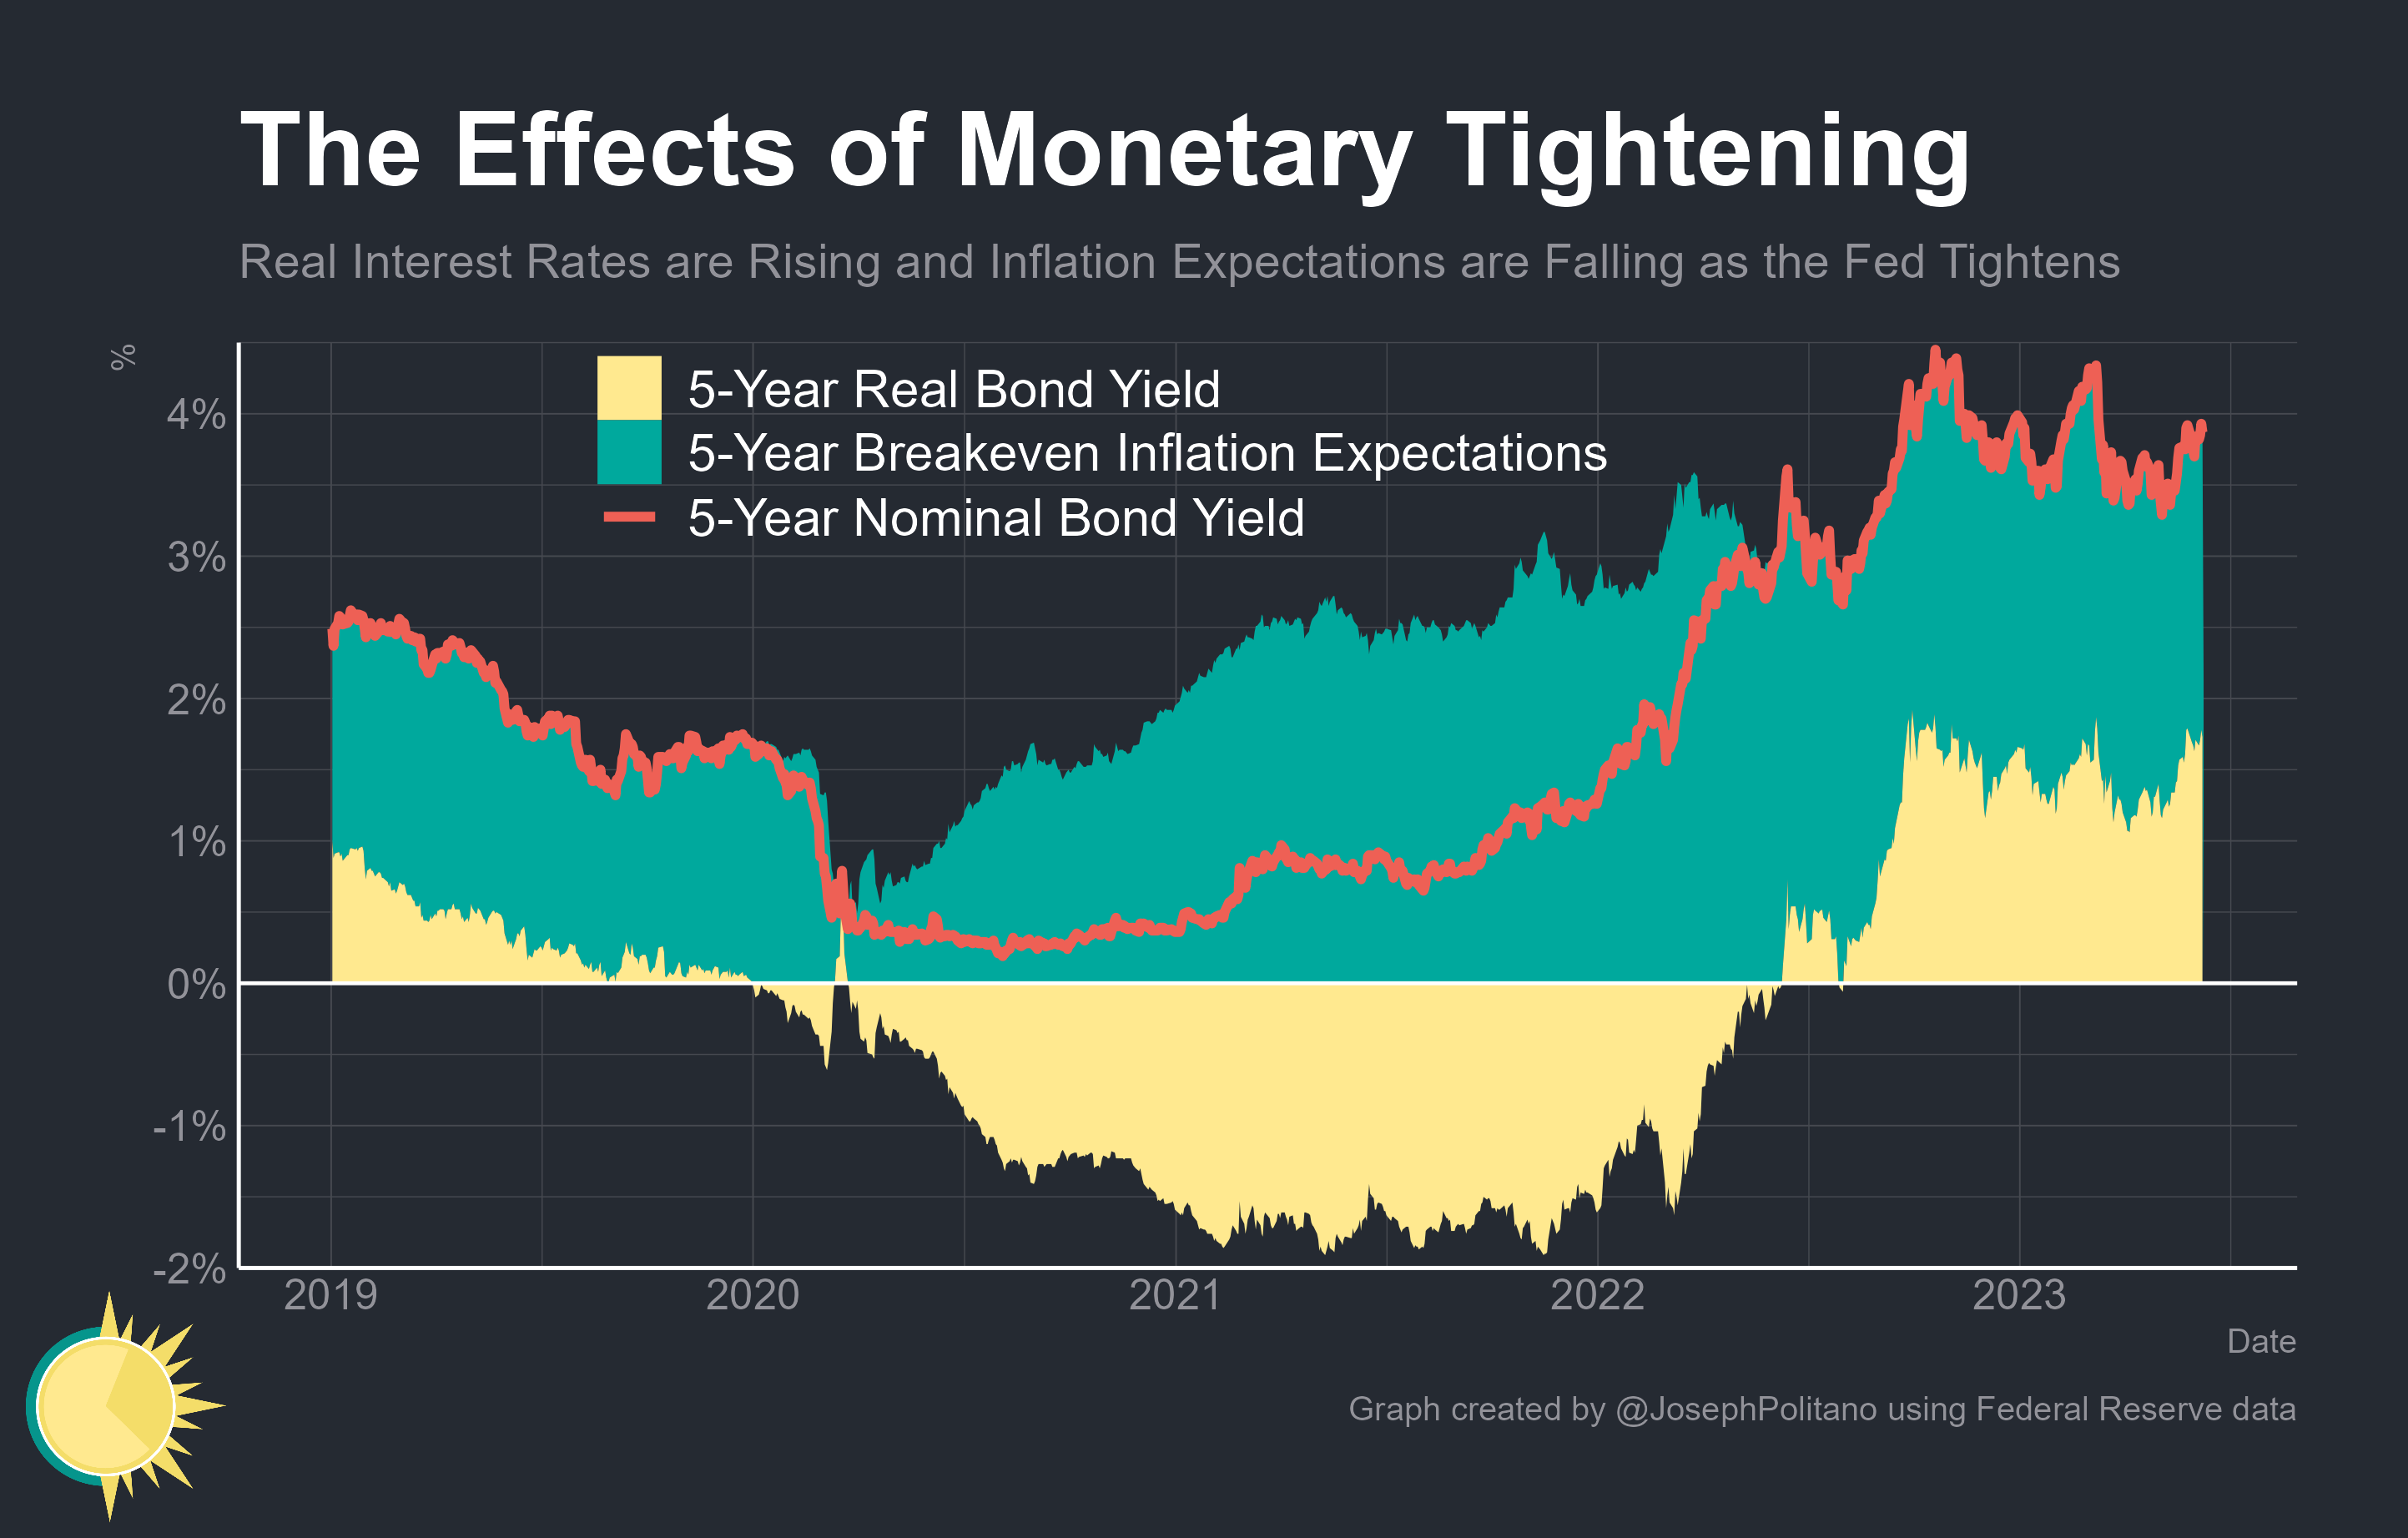 The Effects of Monetary Tightening
Real Interest Rates are Rising and Inflation Expectations are Falling as the Fed Tightens
%
5-Year Real Bond Yield
5-Year Breakeven Inflation Expectations
5-Year Nominal Bond Yield
4%
3%
2%
1%
0%
-1%
-2%
2019 2020 2021 2022 2023
Date
Graph created by @JosephPolitano using Federal Reserve data